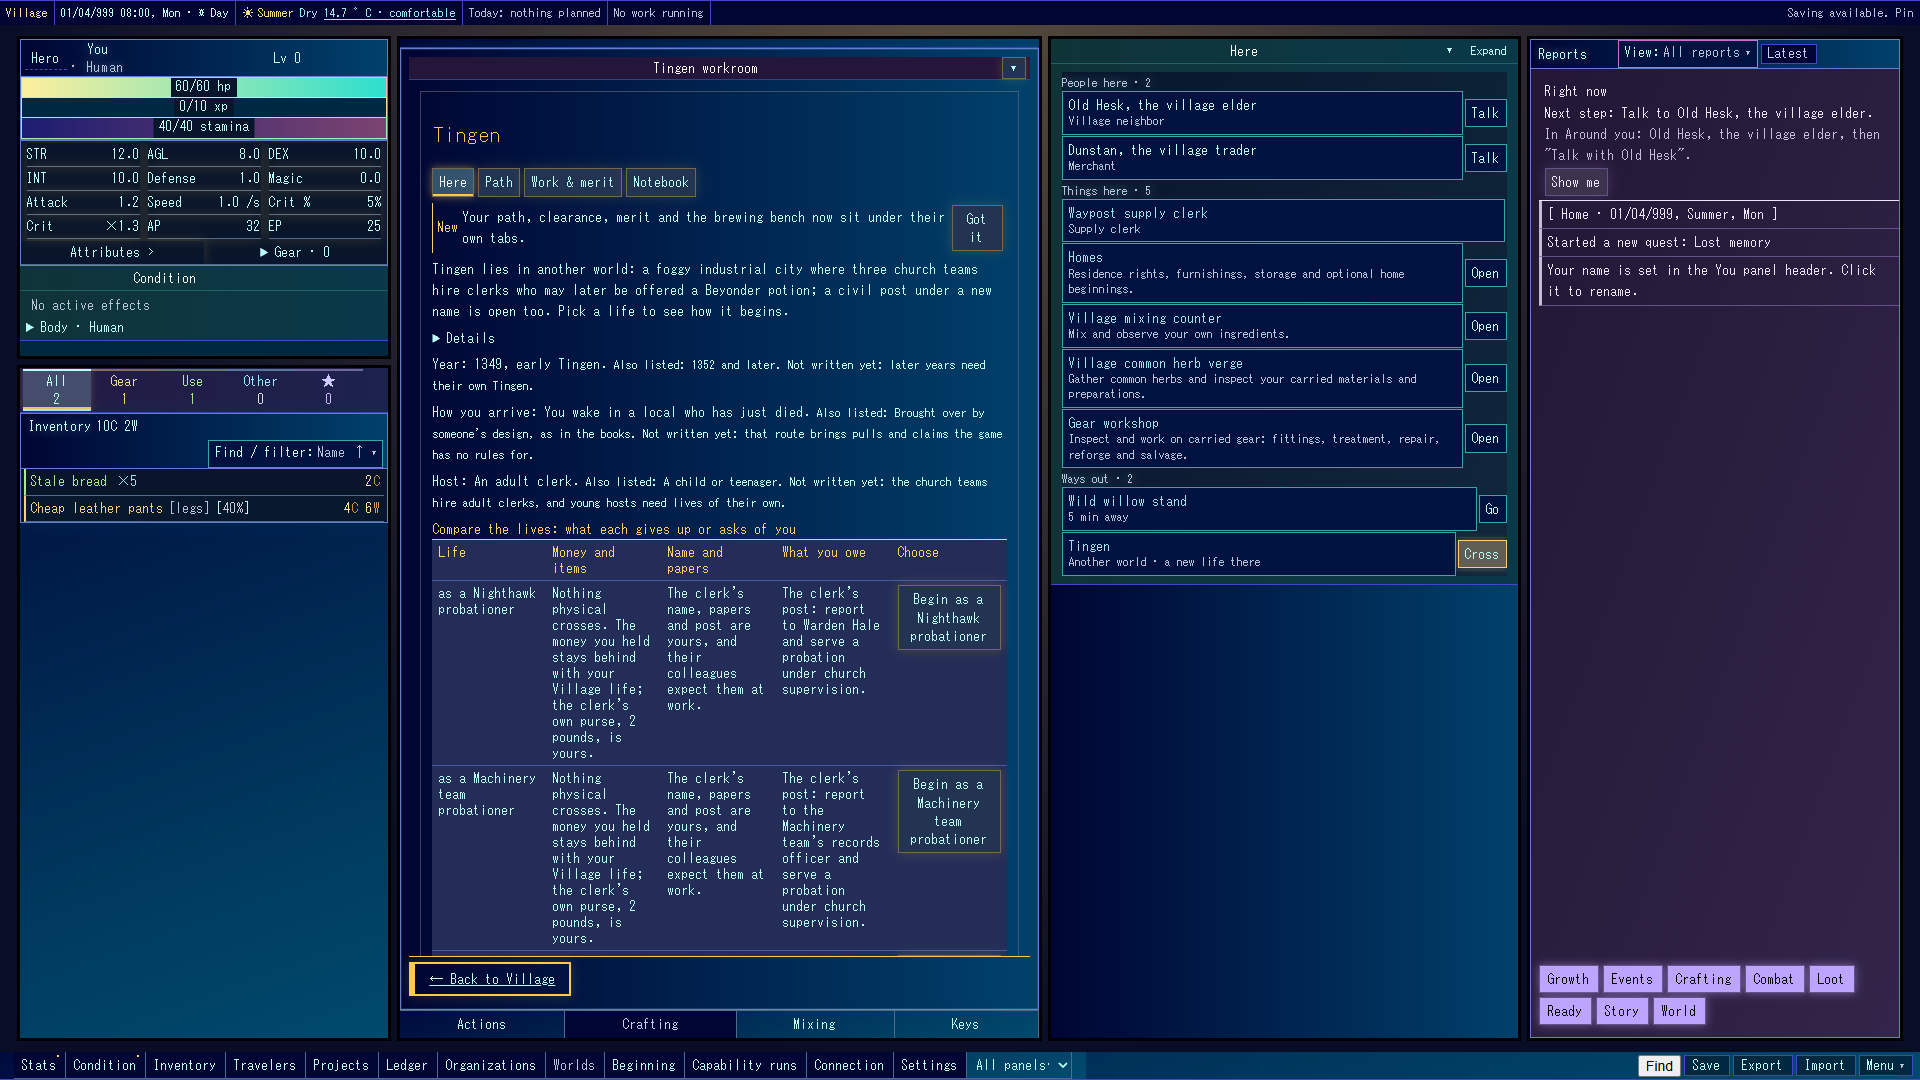 Village
01/04/999 08:00, Mon · ☀ Day
☀ Summer Dry 14.7 ° C · comfortable
Today: nothing planned
No work running
Saving available. Pin
Hero · You Human
Lv 0
60/60 hp
0/10 xp
40/40 stamina
STR 12.0 AGL 8.0 DEX 10.0
INT 10.0 Defense 1.0 Magic 0.0
Attack 1.2 Speed 1.0 /s Crit % 5%
Crit ×1.3 AP 32 EP 25
Attributes >
▶ Gear · 0
Condition
No active effects
▶ Body · Human
All 2
Gear 1
Use 1
Other 0
★ 0
Inventory 10C 2W
Find / filter: Name ↑ ▾
Stale bread ×5 2C
Cheap leather pants [legs] [40%] 4C 6W
Tingen workroom
▼
Tingen
Here
Path
Work & merit
Notebook
New
Your path, clearance, merit and the brewing bench now sit under their
own tabs.
Got
it
Tingen lies in another world: a foggy industrial city where three church teams
hire clerks who may later be offered a Beyonder potion; a civil post under a new
name is open too. Pick a life to see how it begins.
▶ Details
Year: 1349, early Tingen. Also listed: 1352 and later. Not written yet: later years need
their own Tingen.
How you arrive: You wake in a local who has just died. Also listed: Brought over by
someone's design, as in the books. Not written yet: that route brings pulls and claims the game
has no rules for.
Host: An adult clerk. Also listed: A child or teenager. Not written yet: the church teams
hire adult clerks, and young hosts need lives of their own.
Compare the lives: what each gives up or asks of you
Life
Money and
items
Name and
papers
What you owe
Choose
as a Nighthawk
probationer
Nothing
physical
crosses. The
money you held
stays behind
with your
Village life;
the clerk's
own purse, 2
pounds, is
yours.
The clerk's
name, papers
and post are
yours, and
their
colleagues
expect them at
work.
The clerk's
post: report
to Warden Hale
and serve a
probation
under church
supervision.
Begin as a
Nighthawk
probationer
as a Machinery
team
probationer
Nothing
physical
crosses. The
money you held
stays behind
with your
Village life;
the clerk's
own purse, 2
pounds, is
yours.
The clerk's
name, papers
and post are
yours, and
their
colleagues
expect them at
work.
The clerk's
post: report
to the
Machinery
team's records
officer and
serve a
probation
under church
supervision.
Begin as a
Machinery
team
probationer
← Back to Village
Actions
Crafting
Mixing
Keys
Here
▼ Expand
People here · 2
Old Hesk, the village elder
Village neighbor
Talk
Dunstan, the village trader
Merchant
Talk
Things here · 5
Waypost supply clerk
Supply clerk
Homes
Residence rights, furnishings, storage and optional home
beginnings.
Open
Village mixing counter
Mix and observe your own ingredients.
Open
Village common herb verge
Gather common herbs and inspect your carried materials and
preparations.
Open
Gear workshop
Inspect and work on carried gear: fittings, treatment, repair,
reforge and salvage.
Open
Ways out · 2
Wild willow stand
5 min away
Go
Tingen
Another world · a new life there
Cross
Reports
View: All reports ▾
Latest
Right now
Next step: Talk to Old Hesk, the village elder.
In Around you: Old Hesk, the village elder, then
"Talk with Old Hesk".
Show me
[ Home · 01/04/999, Summer, Mon ]
Started a new quest: Lost memory
Your name is set in the You panel header. Click
it to rename.
Growth
Events
Crafting
Combat
Loot
Ready
Story
World
Stats
Condition
Inventory
Travelers
Projects
Ledger
Organizations
Worlds
Beginning
Capability runs
Connection
Settings
All panels
Find
Save
Export
Import
Menu ▾